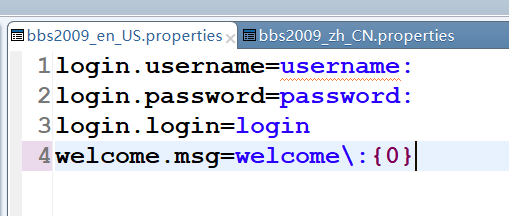 bbs2009_en_US.properties bbs2009_zh_CN.properties
1 login.username=username:
2 login.password=password:
3 login.login=login
4 welcome.msg=welcome\:{0}